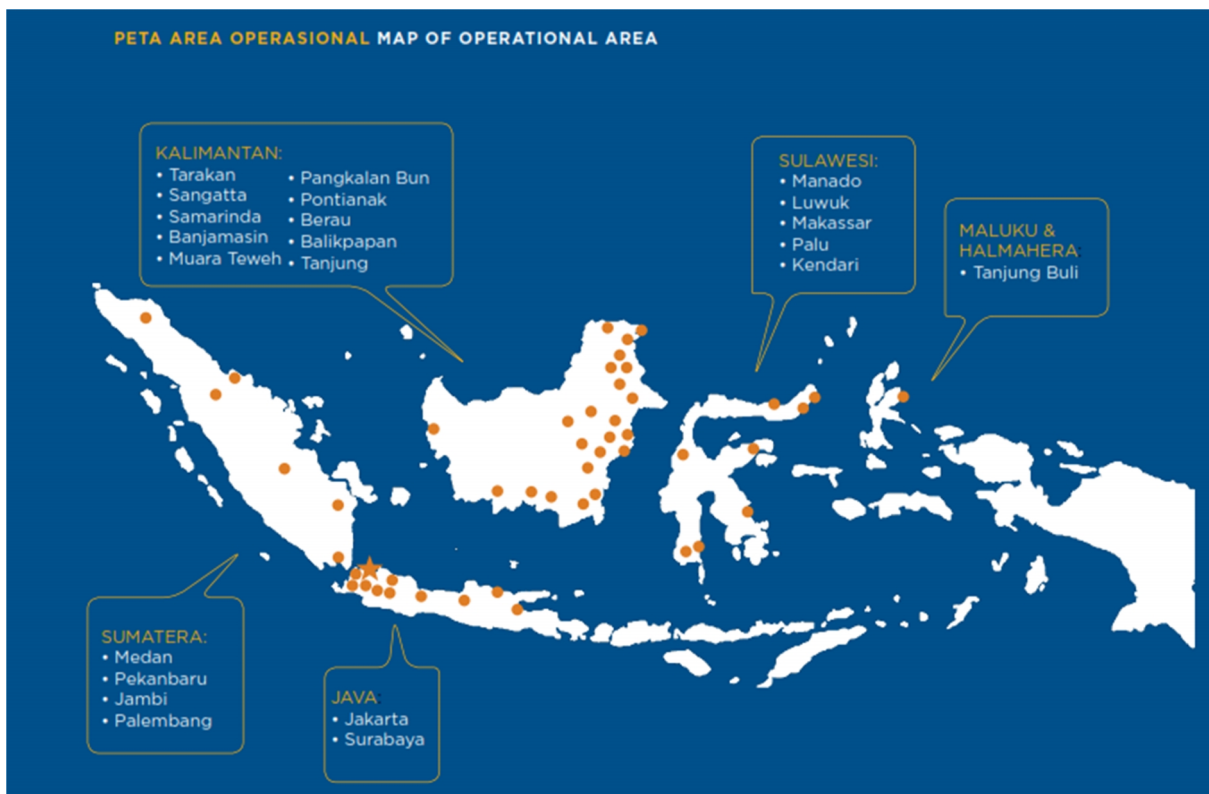 PETA AREA OPERASIONAL MAP OF OPERATIONAL AREA
KALIMANTAN:
• Tarakan
• Sangatta
• Samarinda
• Banjamasin
• Muara Teweh
• Pangkalan Bun
• Pontianak
• Berau
• Balikpapan
• Tanjung
SULAWESI:
• Manado
• Luwuk
• Makassar
• Palu
• Kendari
MALUKU &
HALMAHERA:
• Tanjung Buli
SUMATERA:
• Medan
• Pekanbaru
• Jambi
• Palembang
JAVA:
• Jakarta
• Surabaya